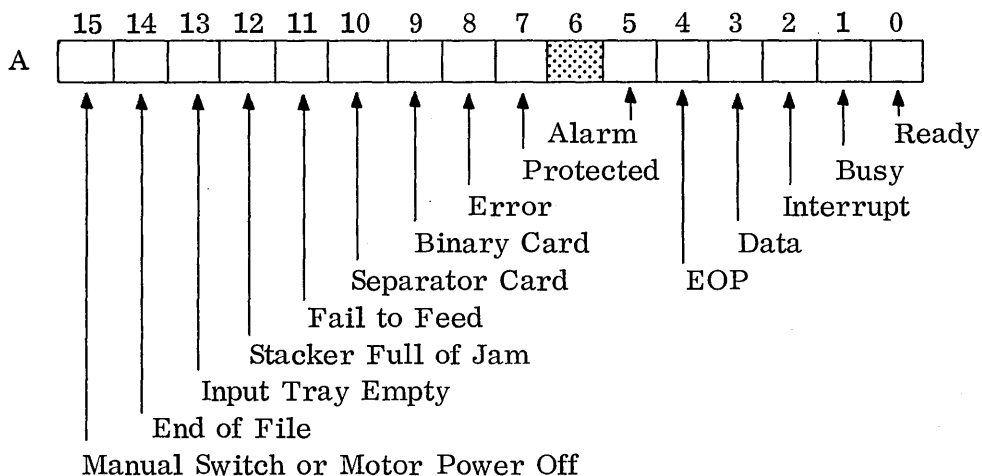 15 14 13 12 11 10 9 8 7 6 5 4 3 2 1 0
A
Alarm Ready
Protected Busy
Error Interrupt
Binary Card Data
Separator Card EOP
Fail to Feed
Stacker Full of Jam
Input Tray Empty
End of File
Manual Switch or Motor Power Off